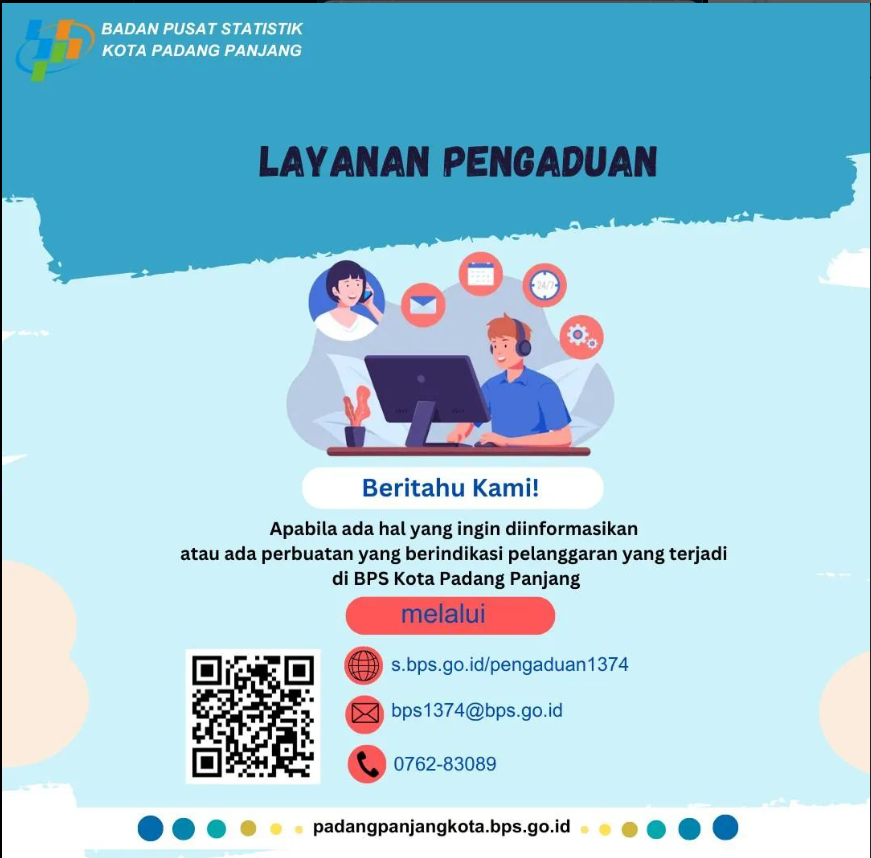 BADAN PUSAT STATISTIK
KOTA PADANG PANJANG
LAYANAN PENGADUAN
24/7
Beritahu Kami!
Apabila ada hal yang ingin diinformasikan
atau ada perbuatan yang berindikasi pelanggaran yang terjadi
di BPS Kota Padang Panjang
melalui
s.bps.go.id/pengaduan1374
bps1374@bps.go.id
0762-83089
padangpanjangkota.bps.go.id